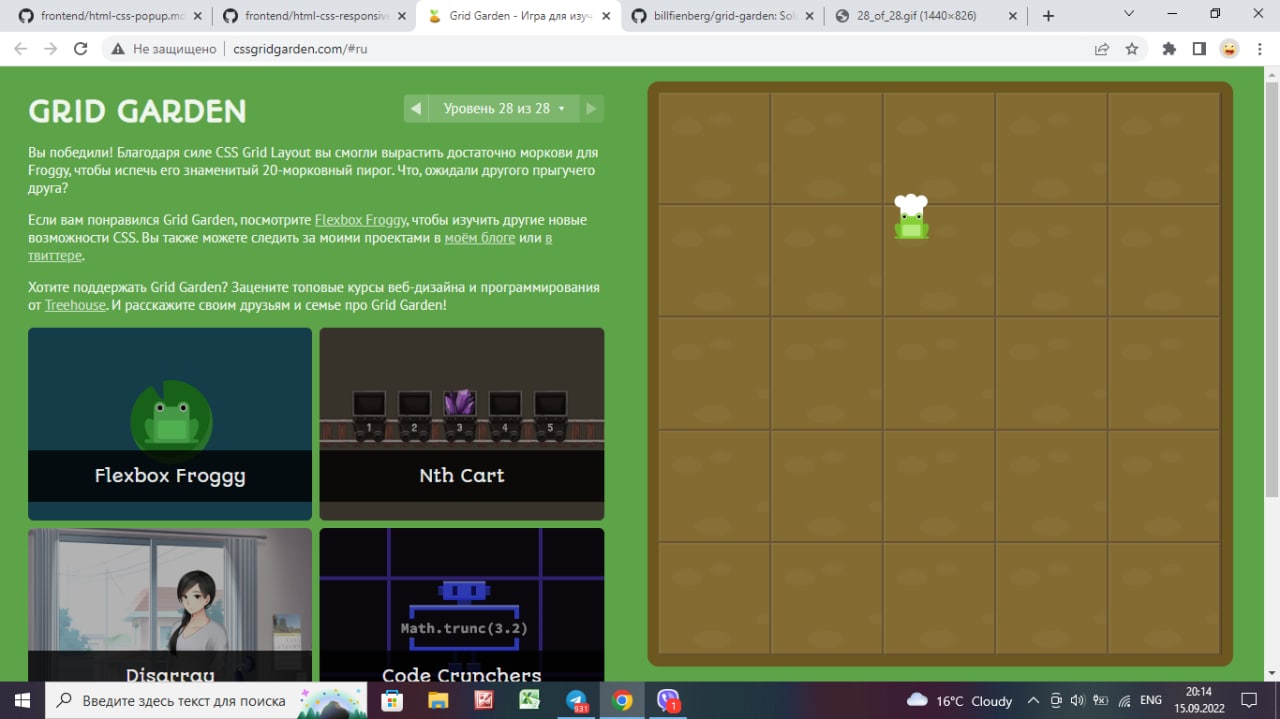 frontend/html-css-popup.md
frontend/html-css-responsive
Grid Garden - Игра для изуч
billfienberg/grid-garden: Sol
28_of_28.gif (1440×826)
Не защищено
cssgridgarden.com/#ru
GRID GARDEN
Уровень 28 из 28
Вы победили! Благодаря силе CSS Grid Layout вы смогли вырастить достаточно моркови для
Froggy, чтобы испечь его знаменитый 20-морковный пирог. Что, ожидали другого прыгучего
друга?
Если вам понравился Grid Garden, посмотрите Flexbox Froggy, чтобы изучить другие новые
возможности CSS. Вы также можете следить за моими проектами в моём блоге или в
твиттере.
Хотите поддержать Grid Garden? Зацените топовые курсы веб-дизайна и программирования
от Treehouse. И расскажите своим друзьям и семье про Grid Garden!
Flexbox Froggy
1 2 3 4 5
Nth Cart
Disarray
Math.trunc(3.2)
Code Crunchers
Введите здесь текст для поиска
931
1
16°C Cloudy
ENG
20:14
15.09.2022